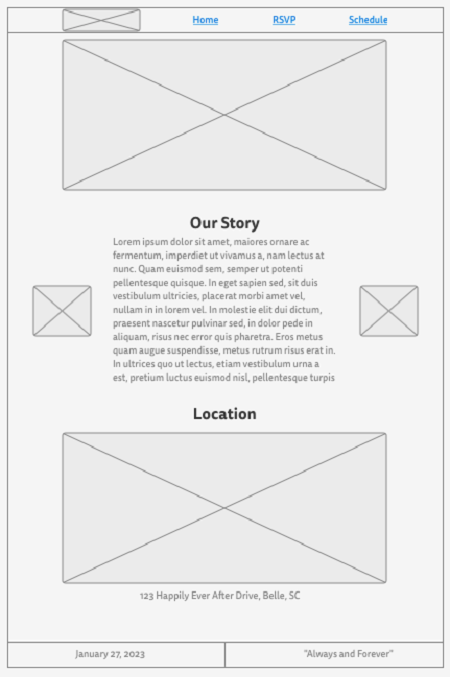 Home RSVP Schedule
Our Story
Lorem ipsum dolor sit amet, maiores ornare ac
fermentum, imperdiet ut vivamus a, nam lectus at
nunc. Quam euismod sem, semper ut potenti
pellentesque quisque. In eget sapien sed, sit duis
vestibulum ultricies, placerat morbi amet vel,
nullam in in lorem vel. In molestie elit dui dictum,
praesent nascetur pulvinar sed, in dolor pede in
aliquam, risus nec error quis pharetra. Eros metus
quam augue suspendisse, metus rutrum risus erat in.
In ultrices quo ut lectus, etiam vestibulum urna a
est, pretium luctus euismod nisl, pellentesque turpis
Location
123 Happily Ever After Drive, Belle, SC
January 27, 2023 "Always and Forever"